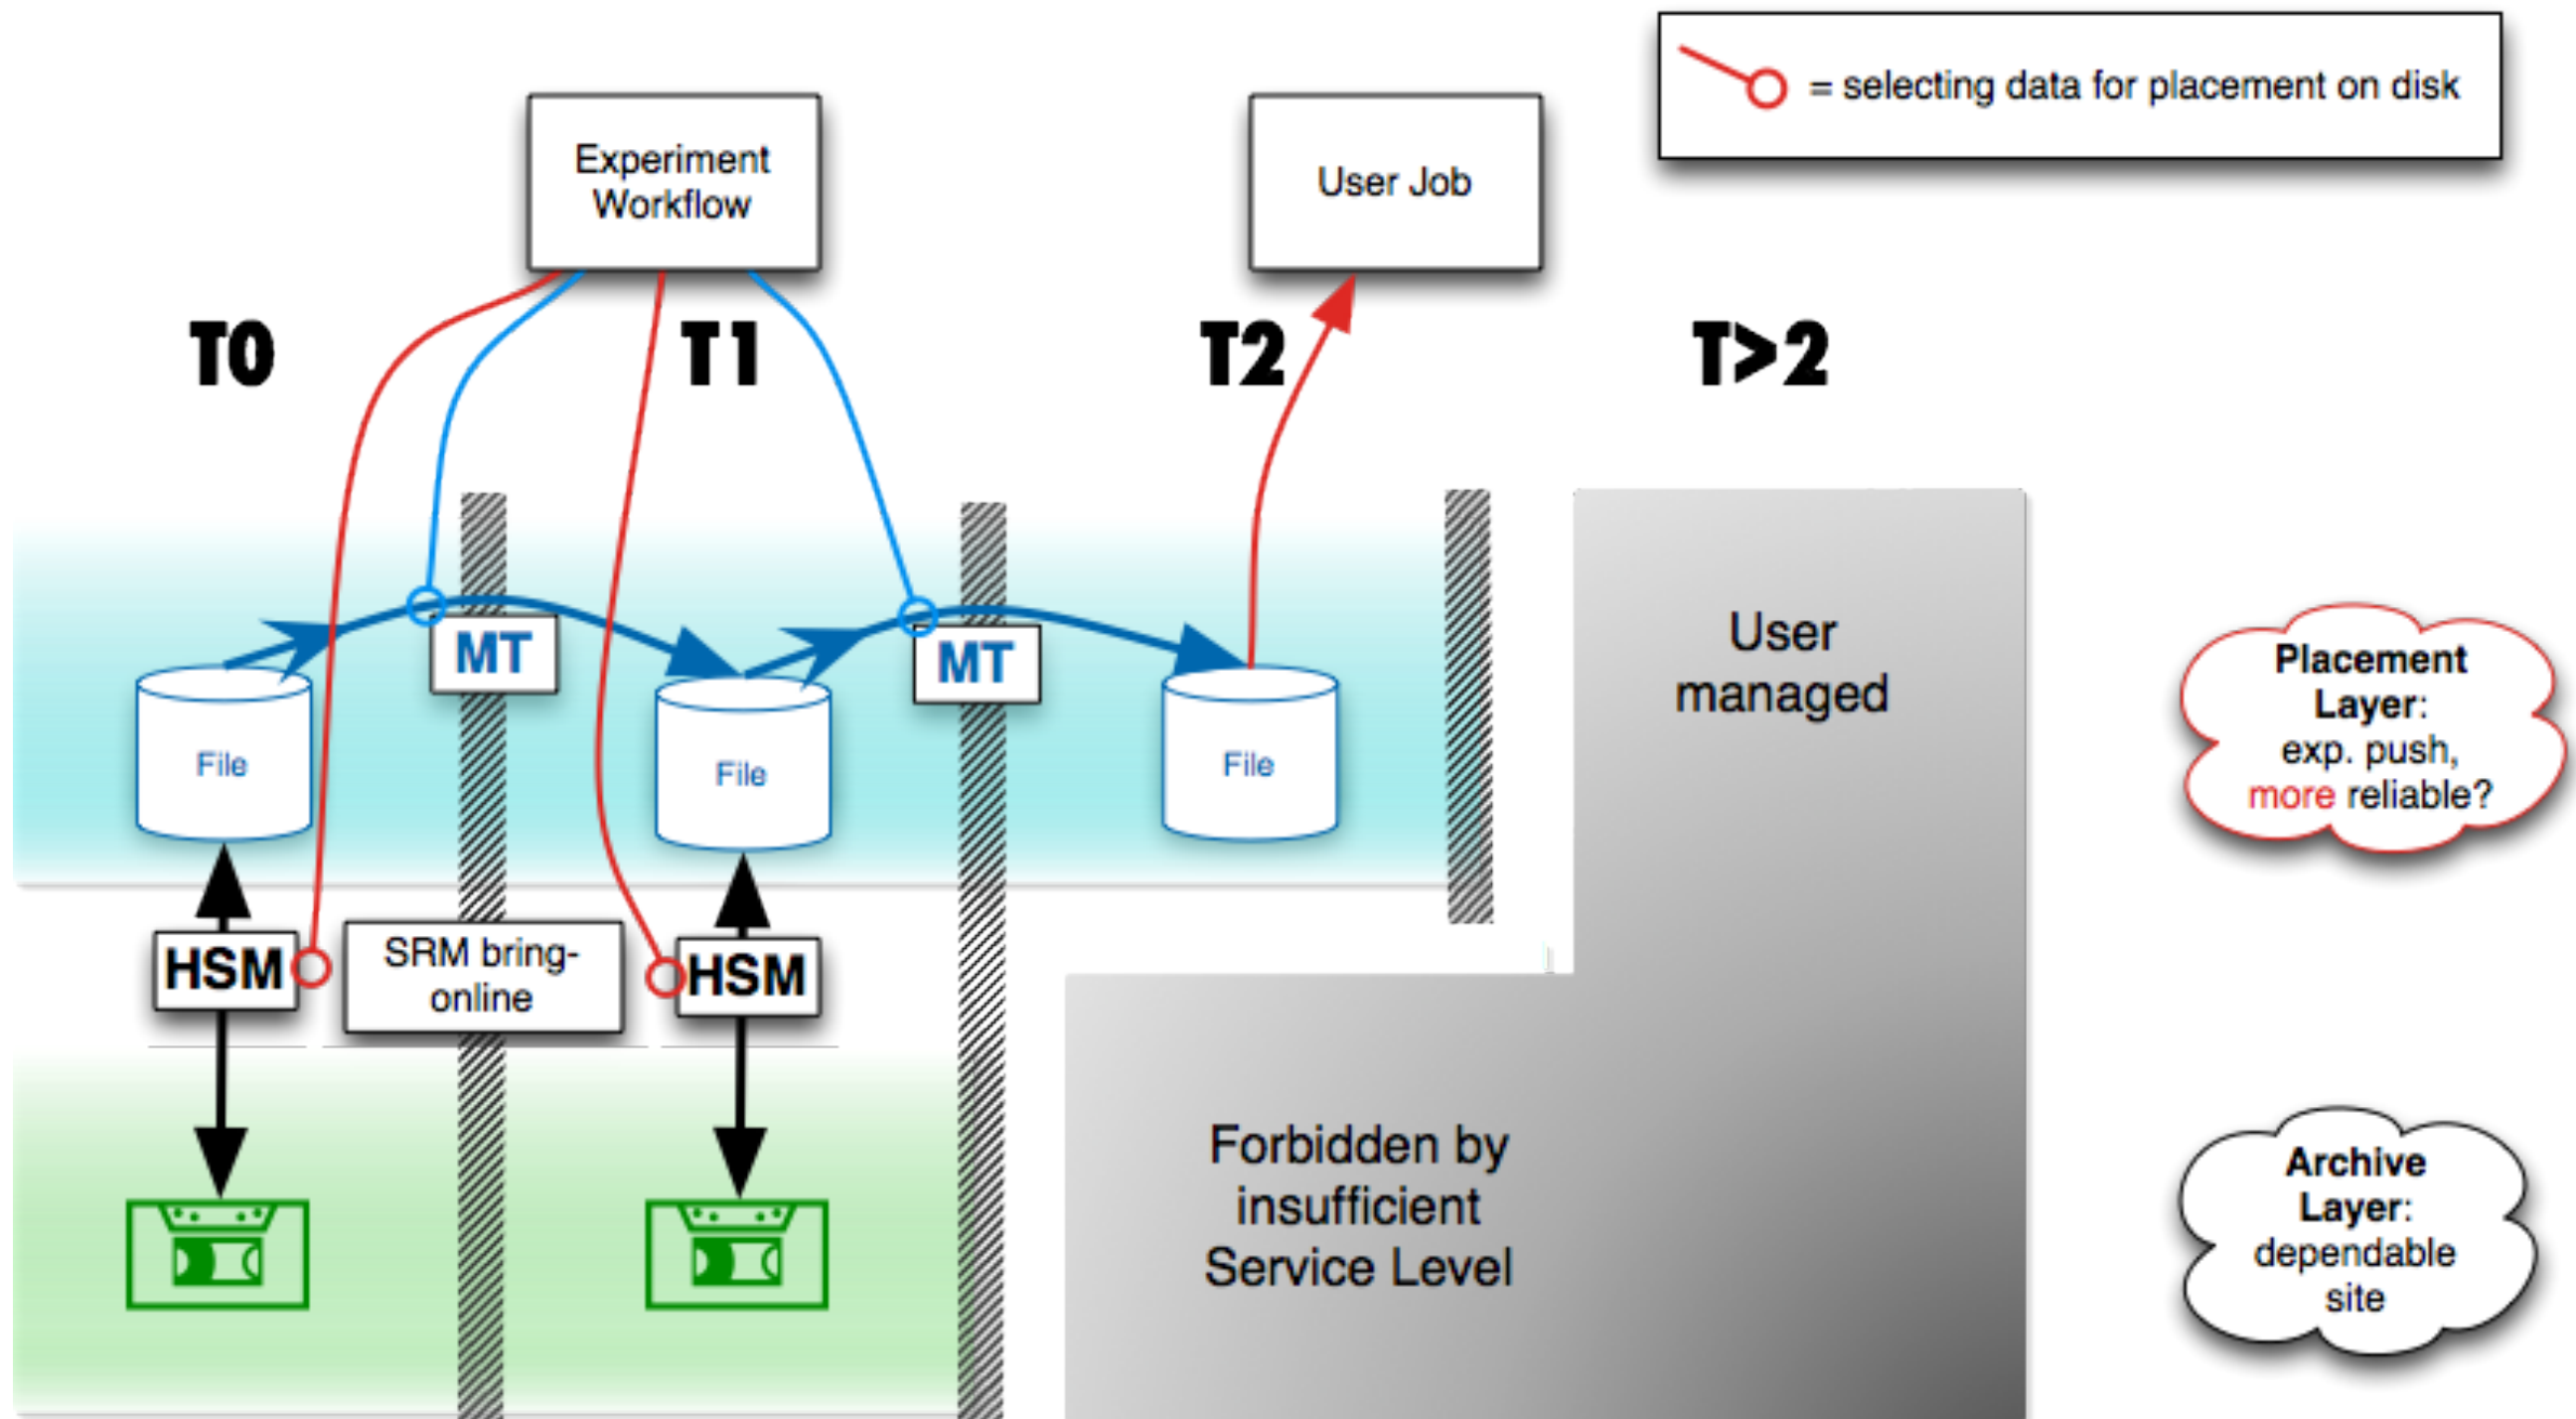 = selecting data for placement on disk
Experiment
Workflow
User Job
T0
T1
T2
T>2
MT
MT
File
File
File
User
managed
Placement
Layer:
exp. push,
more reliable?
HSM
SRM bring-
online
HSM
Forbidden by
insufficient
Service Level
Archive
Layer:
dependable
site